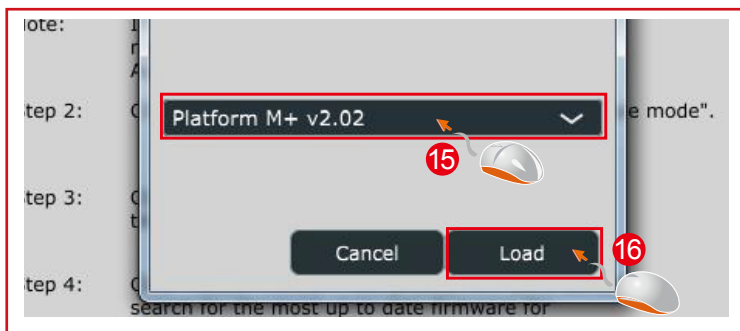 ote:
tep 2:
e mode".
Platform M+ v2.02
15
tep 3:
Cancel
Load
16
tep 4:
search for the most up to date firmware for